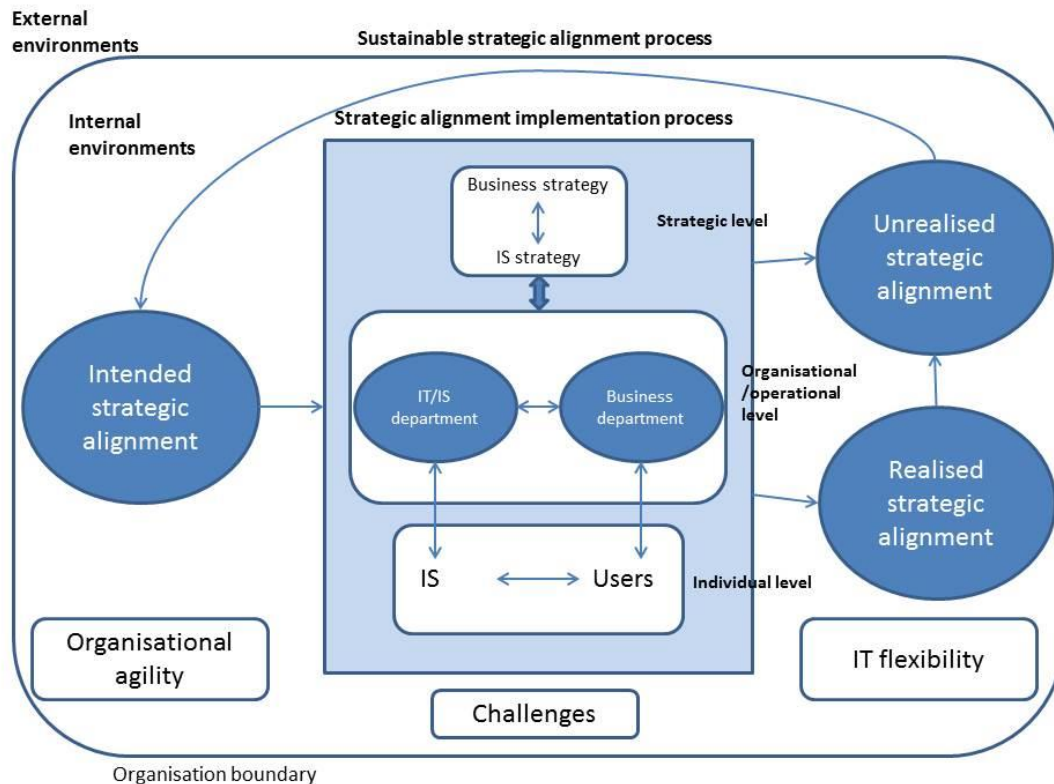 External
environments
Sustainable strategic alignment process
Internal
environments
Strategic alignment implementation process
Business strategy
IS strategy
Strategic level
Unrealised
strategic
alignment
Intended
strategic
alignment
IT/IS
department
Business
department
Organisational
/operational
level
Realised
strategic
alignment
IS
Users
Individual level
Organisational
agility
IT flexibility
Challenges
Organisation boundary